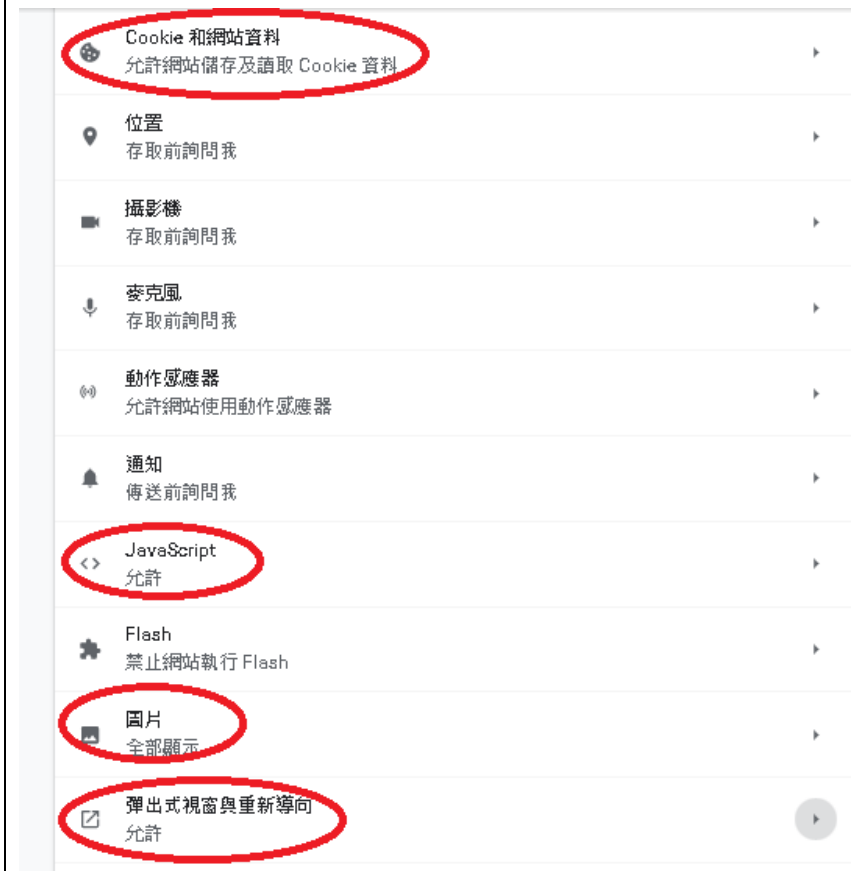 Cookie 和網站資料
允許網站儲存及讀取 Cookie 資料
位置
存取前詢問我
攝影機
存取前詢問我
麥克風
存取前詢問我
動作感應器
允許網站使用動作感應器
通知
傳送前詢問我
JavaScript
允許
Flash
禁止網站執行 Flash
圖片
全部顯示
彈出式視窗與重新導向
允許